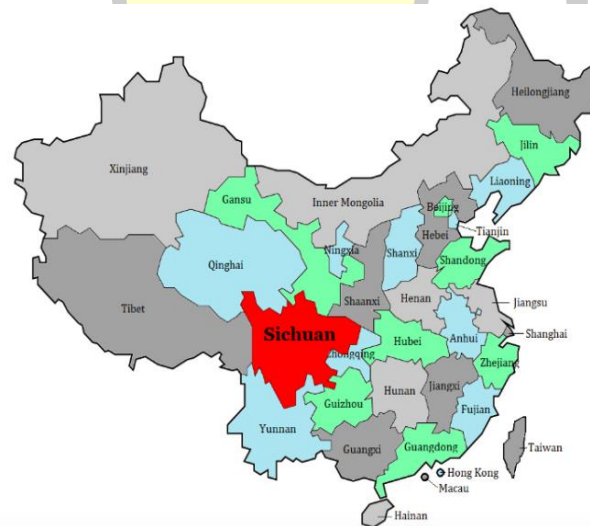 Heilongjiang
Jilin
Liaoning
Xinjiang
Inner Mongolia
Gansu
Beijing
Tianjin
Hebei
Ningxia
Shanxi
Shandong
Qinghai
Shaanxi
Henan
Jiangsu
Tibet
Sichuan
Shanghai
Hubei
Anhui
Chongqing
Zhejiang
Hunan
Jiangxi
Guizhou
Fujian
Yunnan
Guangxi
Guangdong
Taiwan
Hong Kong
Macau
Hainan